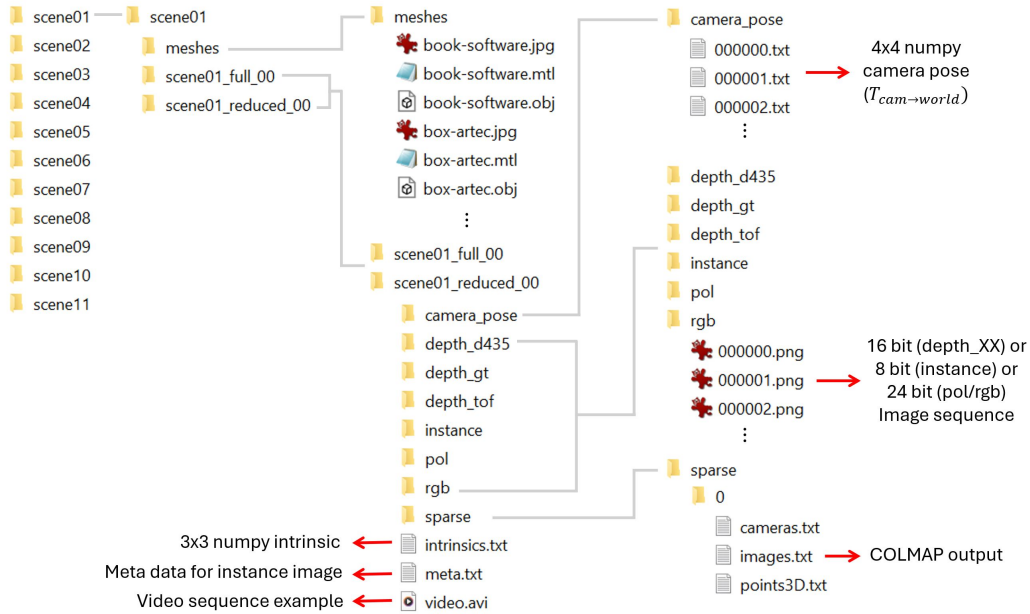 scene01
scene02
scene03
scene04
scene05
scene06
scene07
scene08
scene09
scene10
scene11
scene01
meshes
scene01_full_00
scene01_reduced_00
meshes
book-software.jpg
book-software.mtl
book-software.obj
box-artec.jpg
box-artec.mtl
box-artec.obj
⋮
scene01_full_00
scene01_reduced_00
camera_pose
depth_d435
depth_gt
depth_tof
instance
pol
rgb
sparse
intrinsics.txt
meta.txt
video.avi
3x3 numpy intrinsic
Meta data for instance image
Video sequence example
camera_pose
000000.txt
000001.txt
000002.txt
⋮
4x4 numpy
camera pose
(T_{cam→world})
depth_d435
depth_gt
depth_tof
instance
pol
rgb
000000.png
000001.png
000002.png
⋮
16 bit (depth_XX) or
8 bit (instance) or
24 bit (pol/rgb)
Image sequence
sparse
0
cameras.txt
images.txt
points3D.txt
COLMAP output